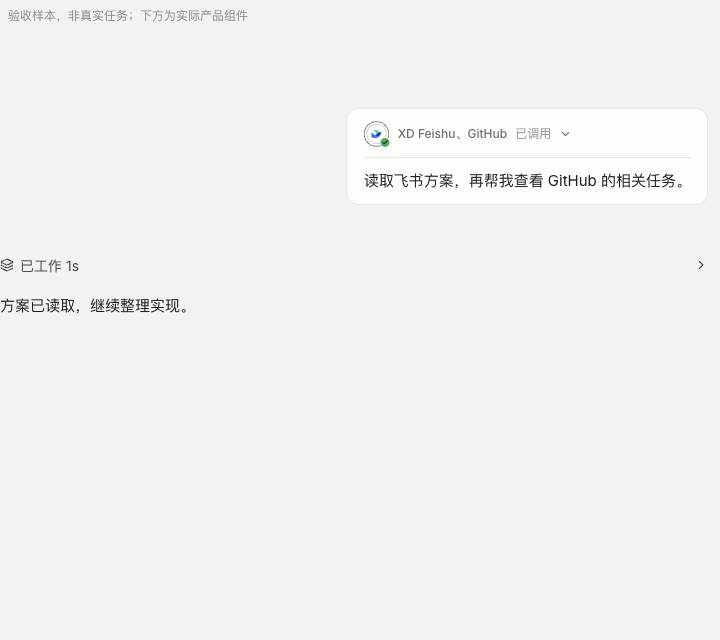 验收样本，非真实任务；下方为实际产品组件
XD Feishu、GitHub 已调用
读取飞书方案，再帮我查看 GitHub 的相关任务。
已工作 1s
方案已读取，继续整理实现。